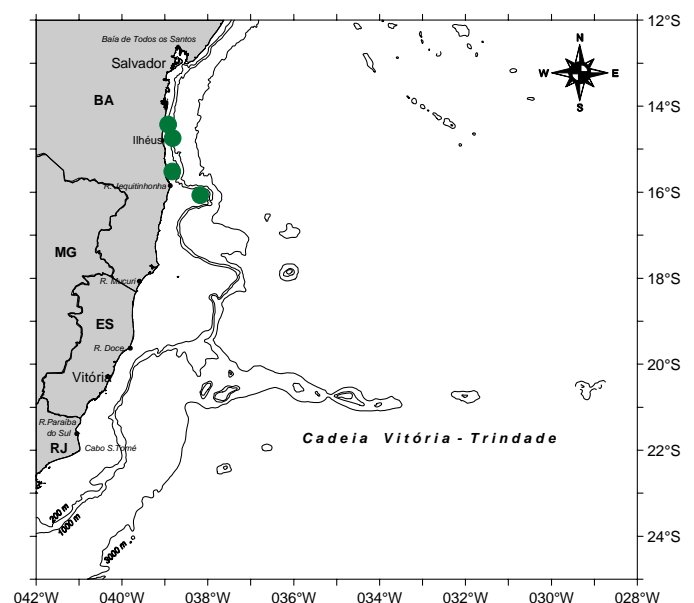 12°S
Baía de Todos os Santos
N
Salvador
W
E
BA
S
14°S
Ilhéus
R. Jequitinhonha
16°S
MG
R. Mucuri
18°S
ES
R. Doce
20°S
Vitória
R.Paraíba
do Sul
Cadeia Vitória - Trindade
RJ
Cabo S.Tomé
22°S
200 m
1000 m
3000 m
24°S
042°W
040°W
038°W
036°W
034°W
032°W
030°W
028°W